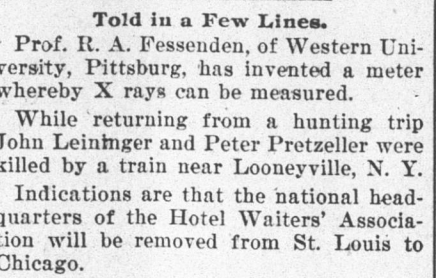 Told in a Few Lines.
Prof. R. A. Fessenden, of Western Uni-
versity, Pittsburg, has invented a meter
whereby X rays can be measured.
While returning from a hunting trip
John Leininger and Peter Pretzeller were
killed by a train near Looneyville, N. Y.
Indications are that the national head-
quarters of the Hotel Waiters' Associa-
tion will be removed from St. Louis to
Chicago.